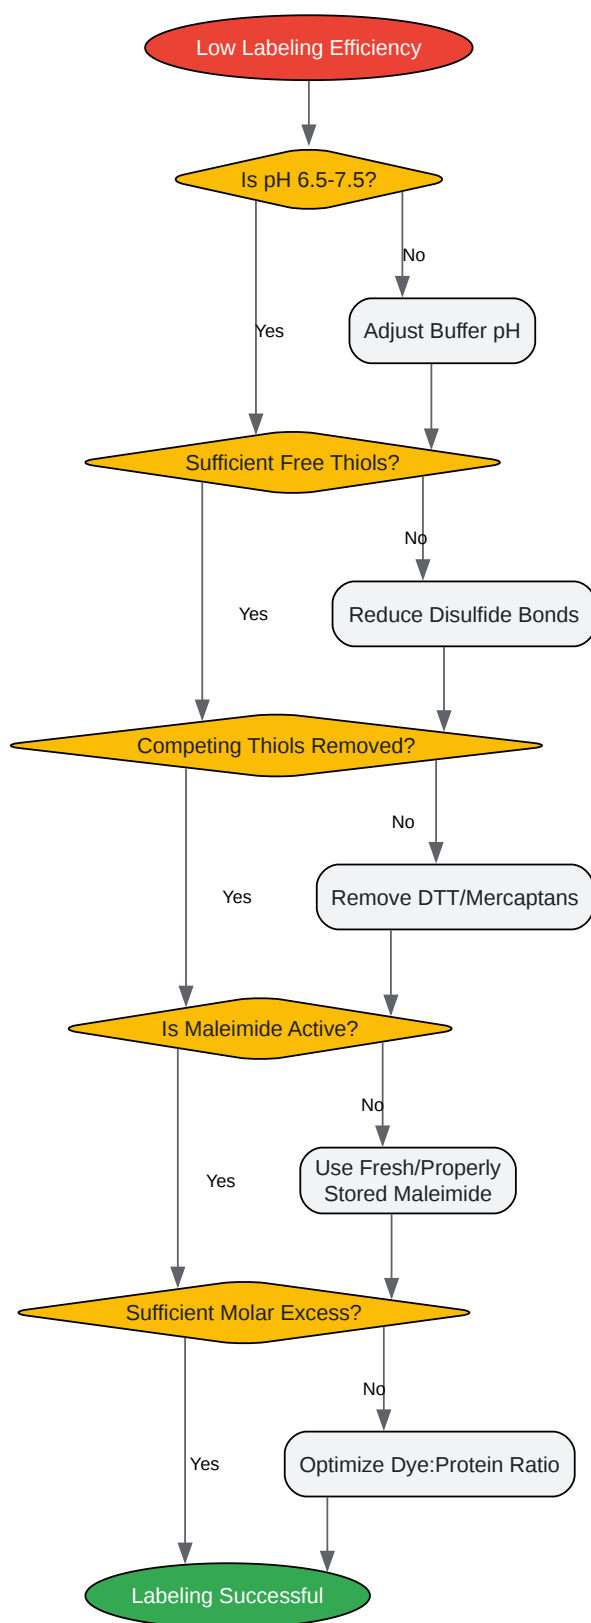 Low Labeling Efficiency
Is pH 6.5-7.5?
No
Yes
Adjust Buffer pH
Sufficient Free Thiols?
No
Yes
Reduce Disulfide Bonds
Competing Thiols Removed?
No
Yes
Remove DTT/Mercaptans
Is Maleimide Active?
No
Yes
Use Fresh/Properly
Stored Maleimide
Sufficient Molar Excess?
No
Yes
Optimize Dye:Protein Ratio
Labeling Successful